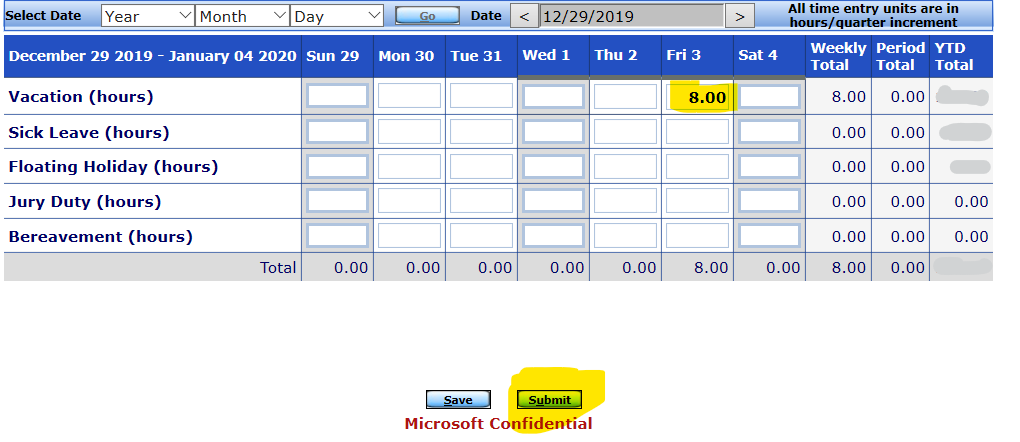 Select Date Year Month Day Go Date < 12/29/2019 > All time entry units are in
hours/quarter increment
December 29 2019 - January 04 2020 Sun 29 Mon 30 Tue 31 Wed 1 Thu 2 Fri 3 Sat 4 Weekly Total Period Total YTD Total
Vacation (hours) 8.00 8.00 0.00
Sick Leave (hours) 0.00 0.00
Floating Holiday (hours) 0.00 0.00
Jury Duty (hours) 0.00 0.00 0.00
Bereavement (hours) 0.00 0.00 0.00
Total 0.00 0.00 0.00 0.00 0.00 8.00 0.00 8.00 0.00
Save Submit
Microsoft Confidential